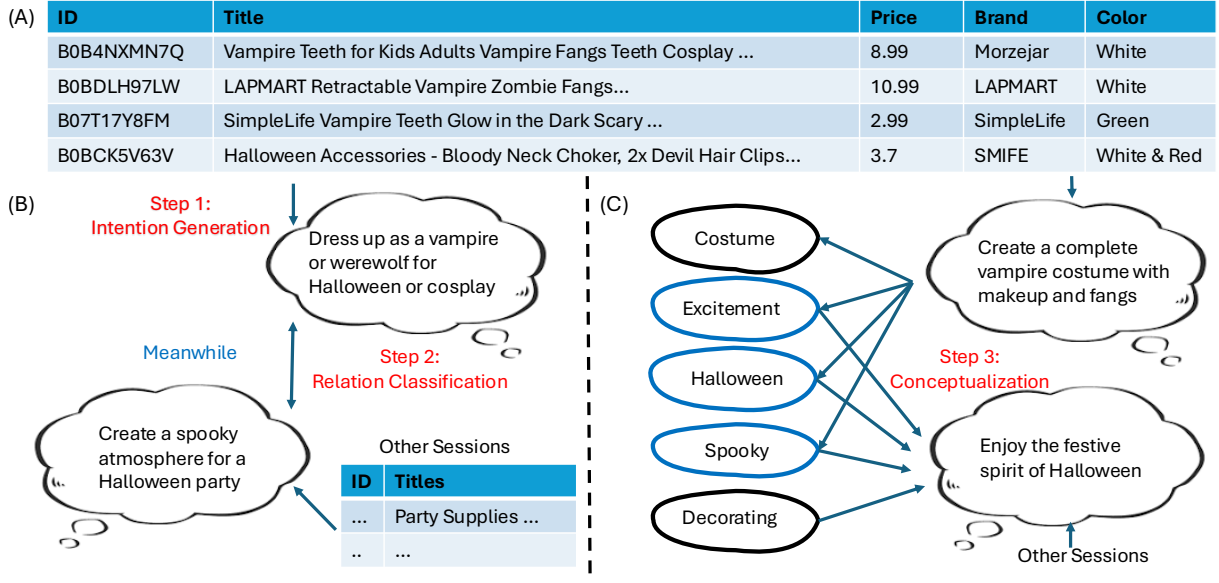 (A)
ID Title Price Brand Color
B0B4NXMN7Q Vampire Teeth for Kids Adults Vampire Fangs Teeth Cosplay ... 8.99 Morzejar White
B0BDLH97LW LAPMART Retractable Vampire Zombie Fangs... 10.99 LAPMART White
B07T17Y8FM SimpleLife Vampire Teeth Glow in the Dark Scary ... 2.99 SimpleLife Green
B0BCK5V63V Halloween Accessories - Bloody Neck Choker, 2x Devil Hair Clips... 3.7 SMIFE White & Red
(B)
Step 1:
Intention Generation
Dress up as a vampire
or werewolf for
Halloween or cosplay
Meanwhile
Step 2:
Relation Classification
Create a spooky
atmosphere for a
Halloween party
Other Sessions
ID Titles
... Party Supplies ...
.. ...
(C)
Costume
Excitement
Halloween
Spooky
Decorating
Create a complete
vampire costume with
makeup and fangs
Step 3:
Conceptualization
Enjoy the festive
spirit of Halloween
Other Sessions